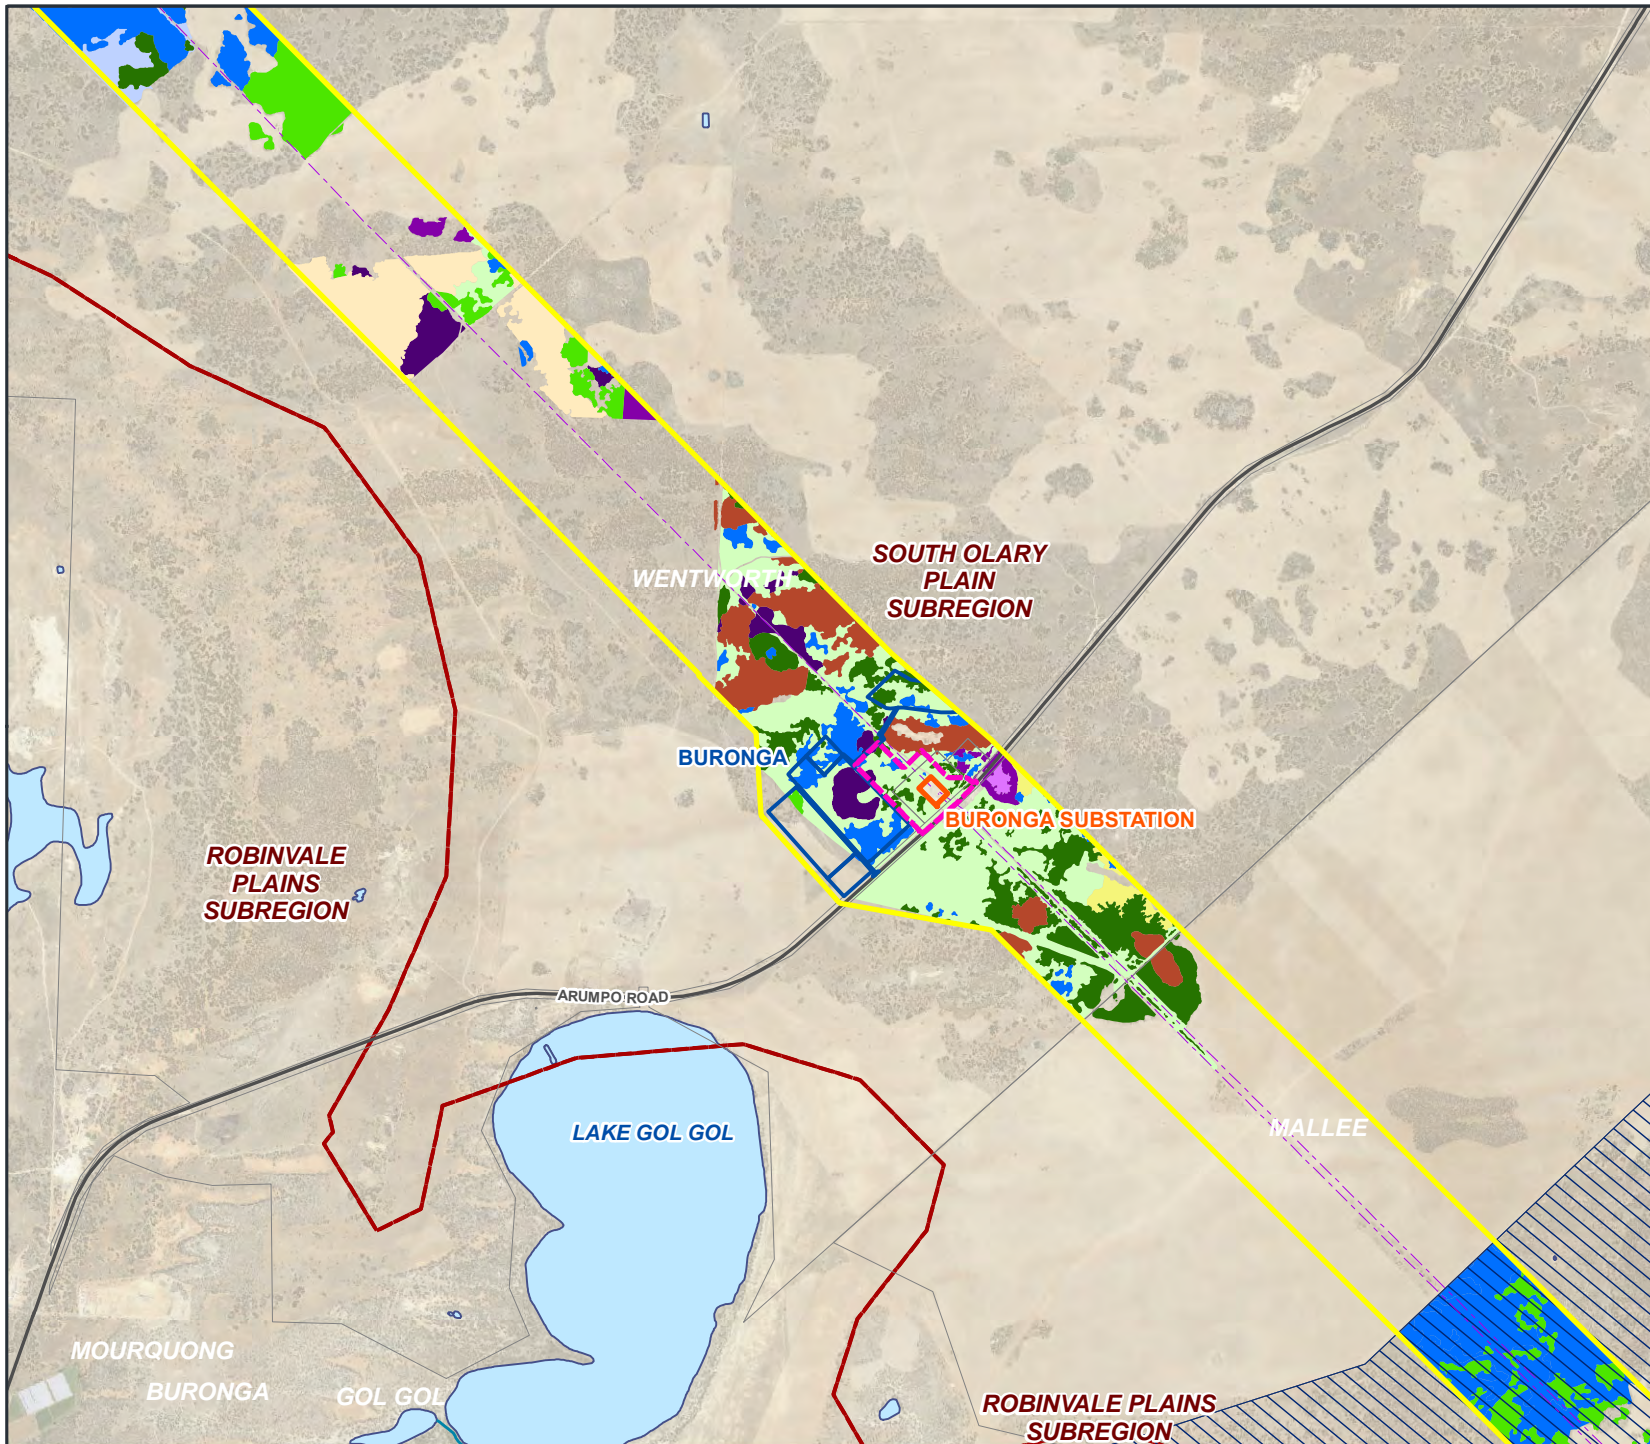 SOUTH OLARY
PLAIN
SUBREGION
WENTWORTH
BURONGA
BURONGA SUBSTATION
ROBINVALE
PLAINS
SUBREGION
ARUMPO ROAD
LAKE GOL GOL
MALLEE
MOURQUONG
BURONGA
GOL GOL
ROBINVALE PLAINS
SUBREGION